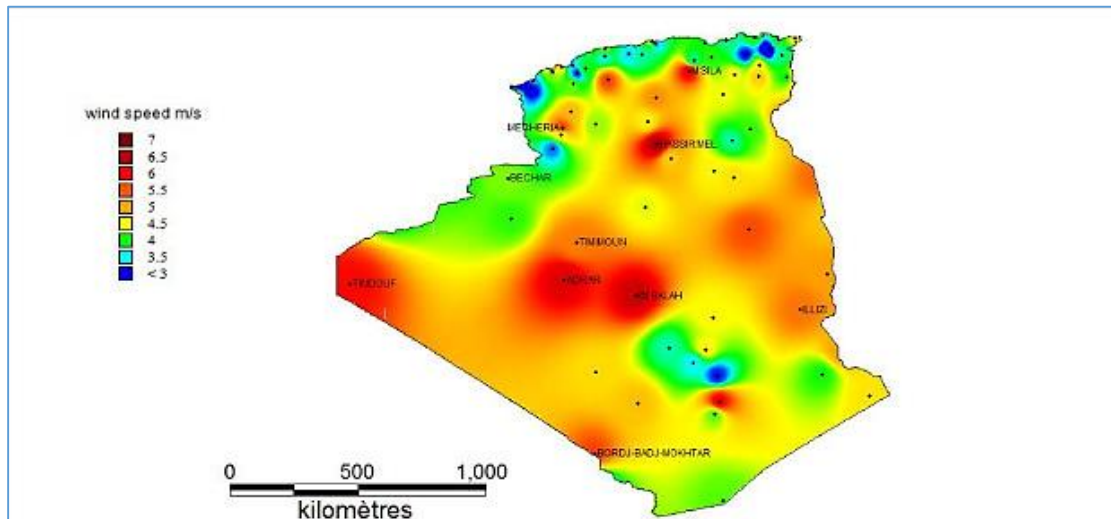 wind speed m/s
7
6.5
6
5.5
5
4.5
4
3.5
< 3
M'SILA
MECHERIA
HASSIR'MEL
BECHAR
TIMIMOUN
TINDOUF
ADRAR
IN SALAH
ILLIZI
BORDJ-BADJ-MOKHTAR
0 500 1,000
kilomètres